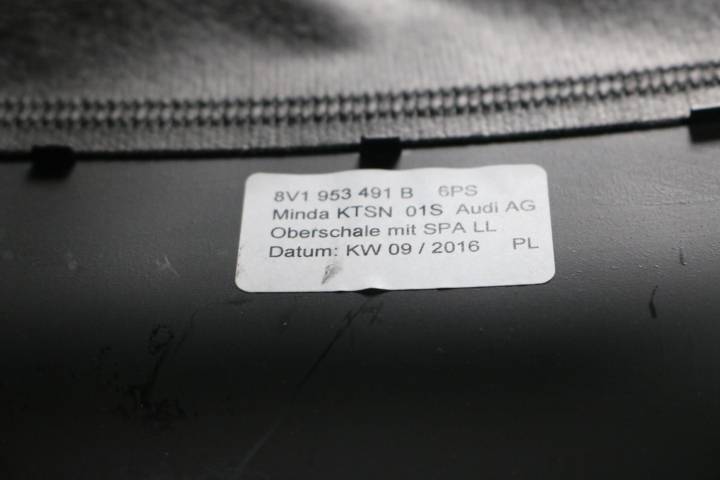 8V1 953 491 B 6PS
Minda KTSN 01S Audi AG
Oberschale mit SPA LL
Datum: KW 09 / 2016 PL